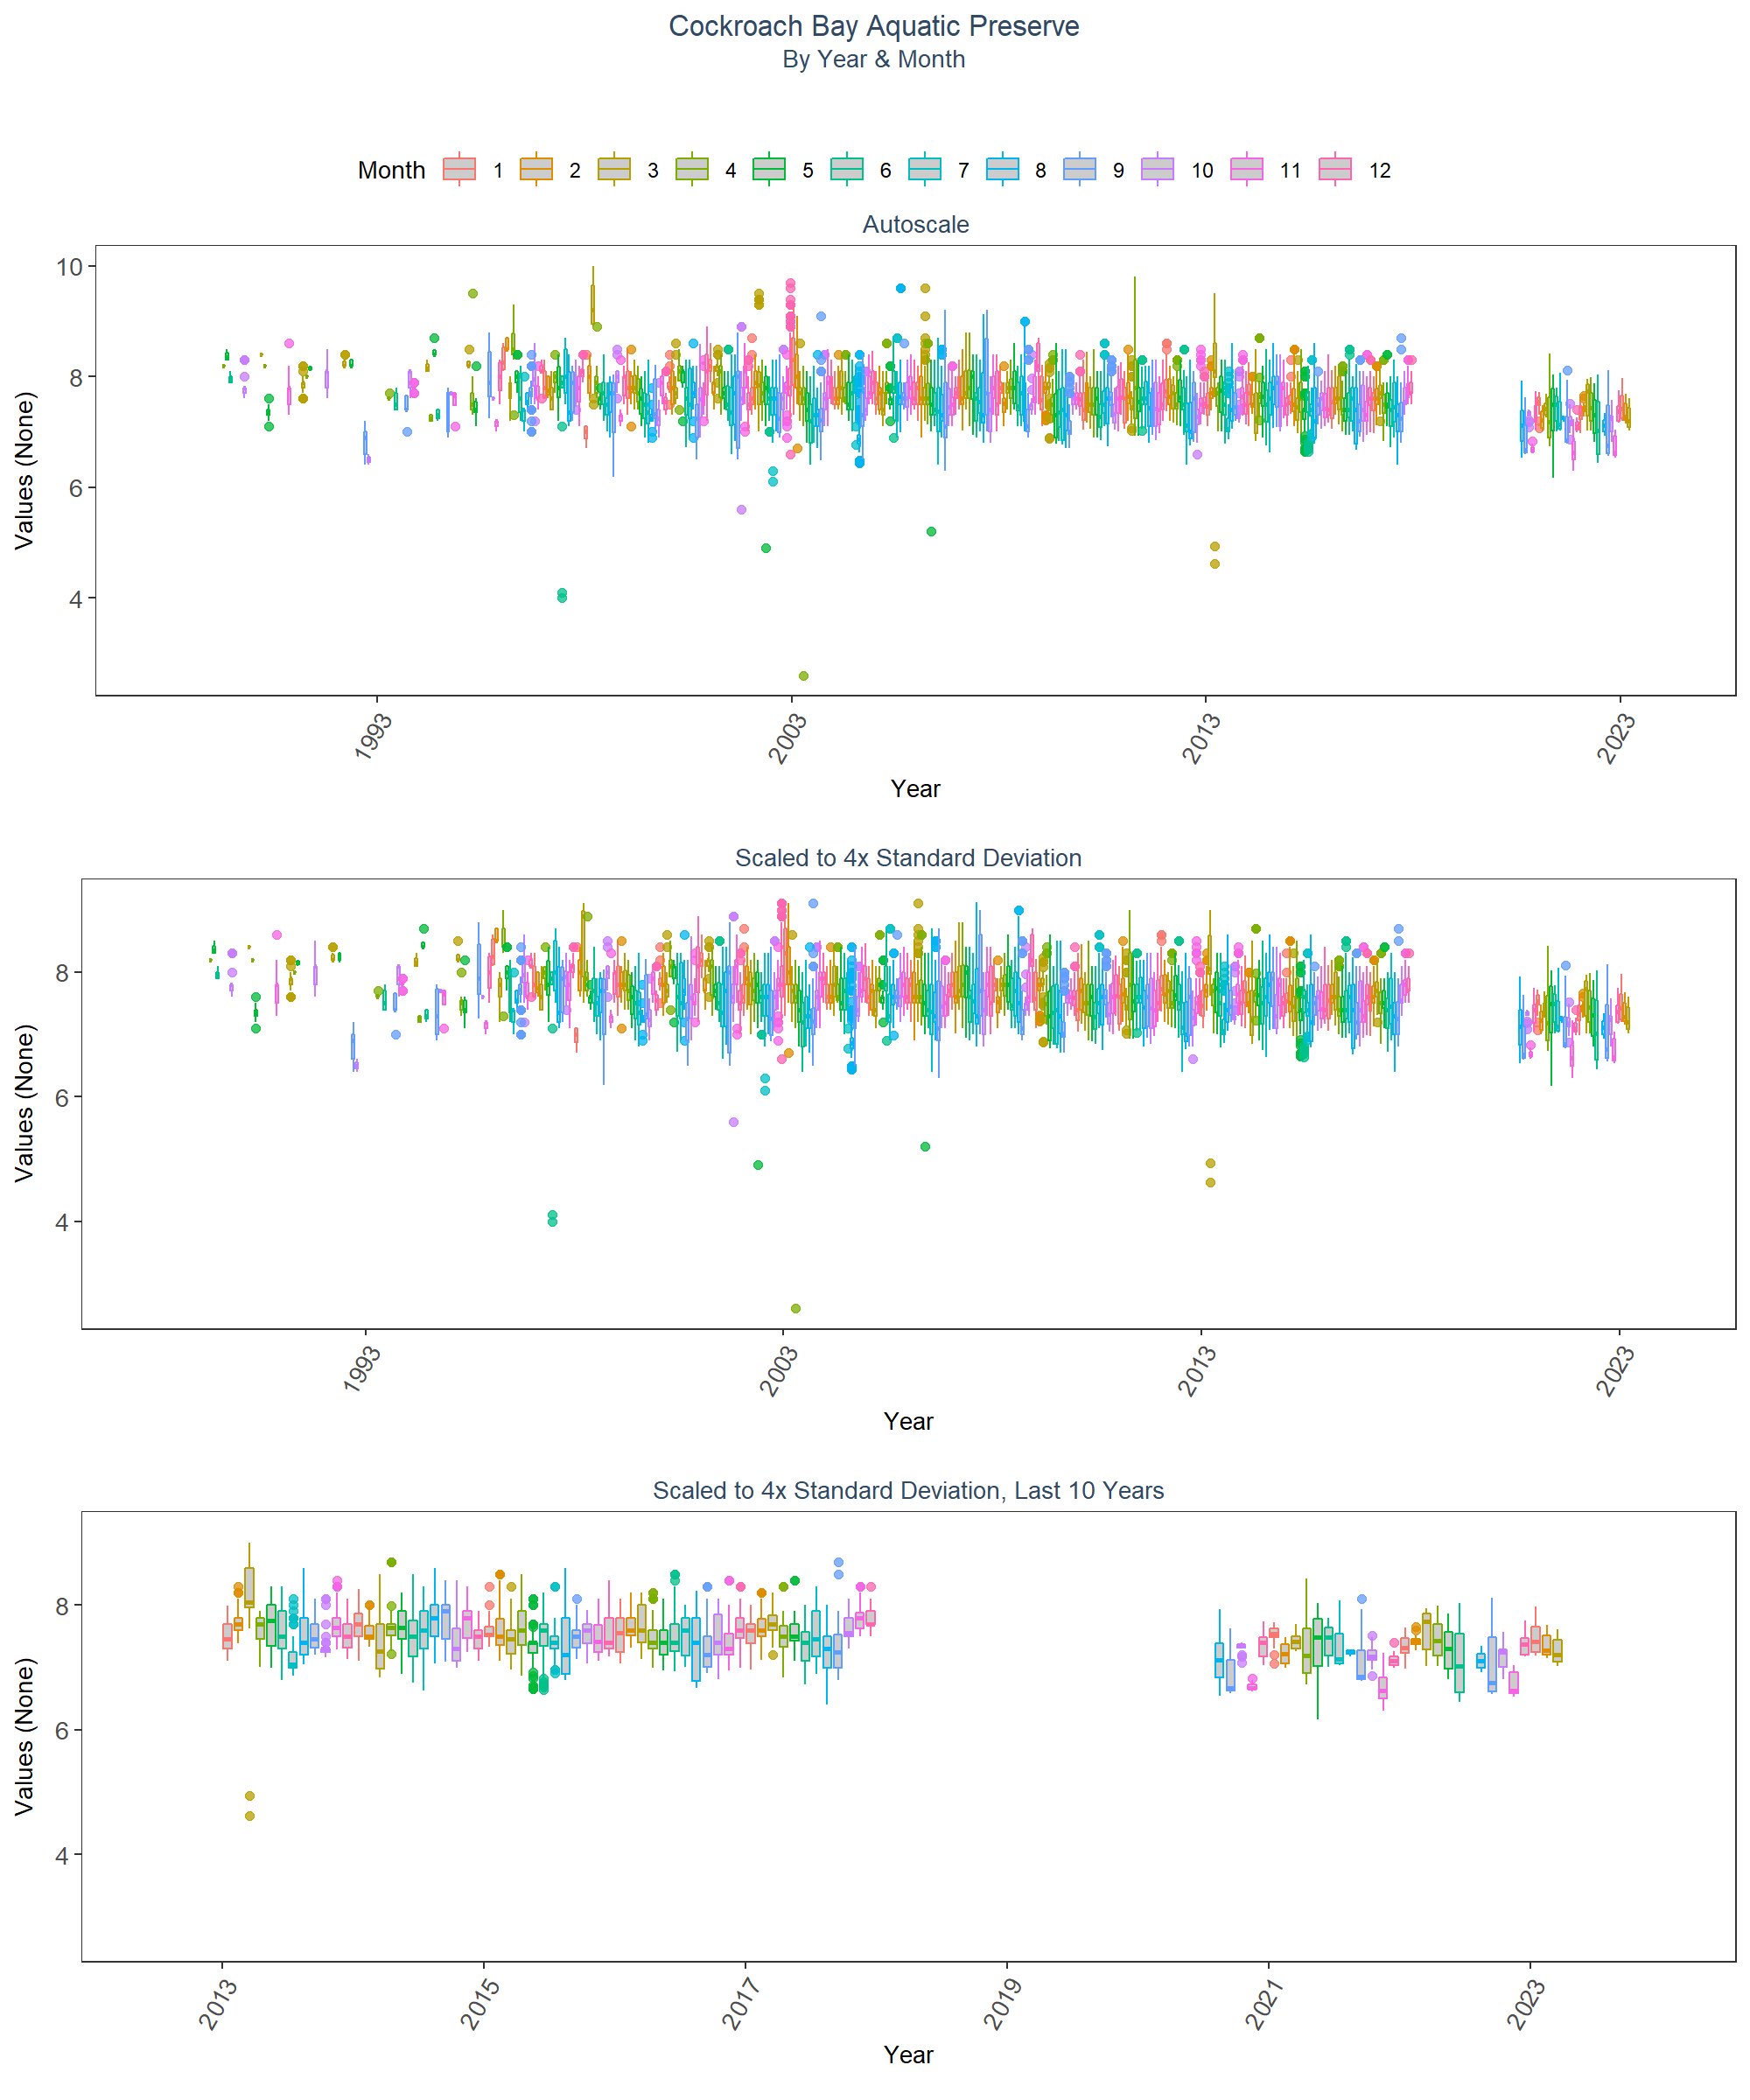 Cockroach Bay Aquatic Preserve
By Year & Month
Month 1 2 3 4 5 6 7 8 9 10 11 12
Autoscale
Values (None)
10
8
6
4
1993 2003 2013 2023
Year
Scaled to 4x Standard Deviation
Values (None)
8
6
4
1993 2003 2013 2023
Year
Scaled to 4x Standard Deviation, Last 10 Years
Values (None)
8
6
4
2013 2015 2017 2019 2021 2023
Year